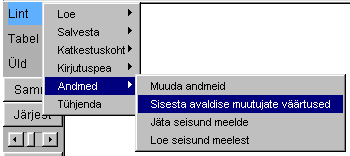 Lint
Tabel
Üld
Järjest
Loe
Salvesta
Katkestuskoht
Kirjutuspea
Andmed
Tühjenda
Muuda andmeid
Sisesta avaldise muutujate väärtused
Jäta seisund meelde
Loe seisund meelest